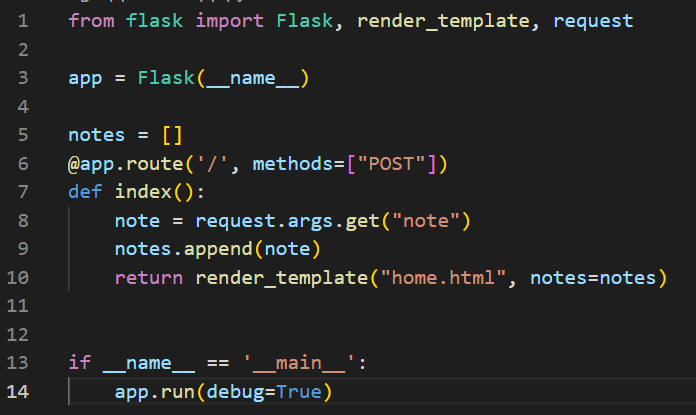 1 from flask import Flask, render_template, request
2
3 app = Flask(__name__)
4
5 notes = []
6 @app.route('/', methods=["POST"])
7 def index():
8     note = request.args.get("note")
9     notes.append(note)
10     return render_template("home.html", notes=notes)
11
12
13 if __name__ == '__main__':
14     app.run(debug=True)